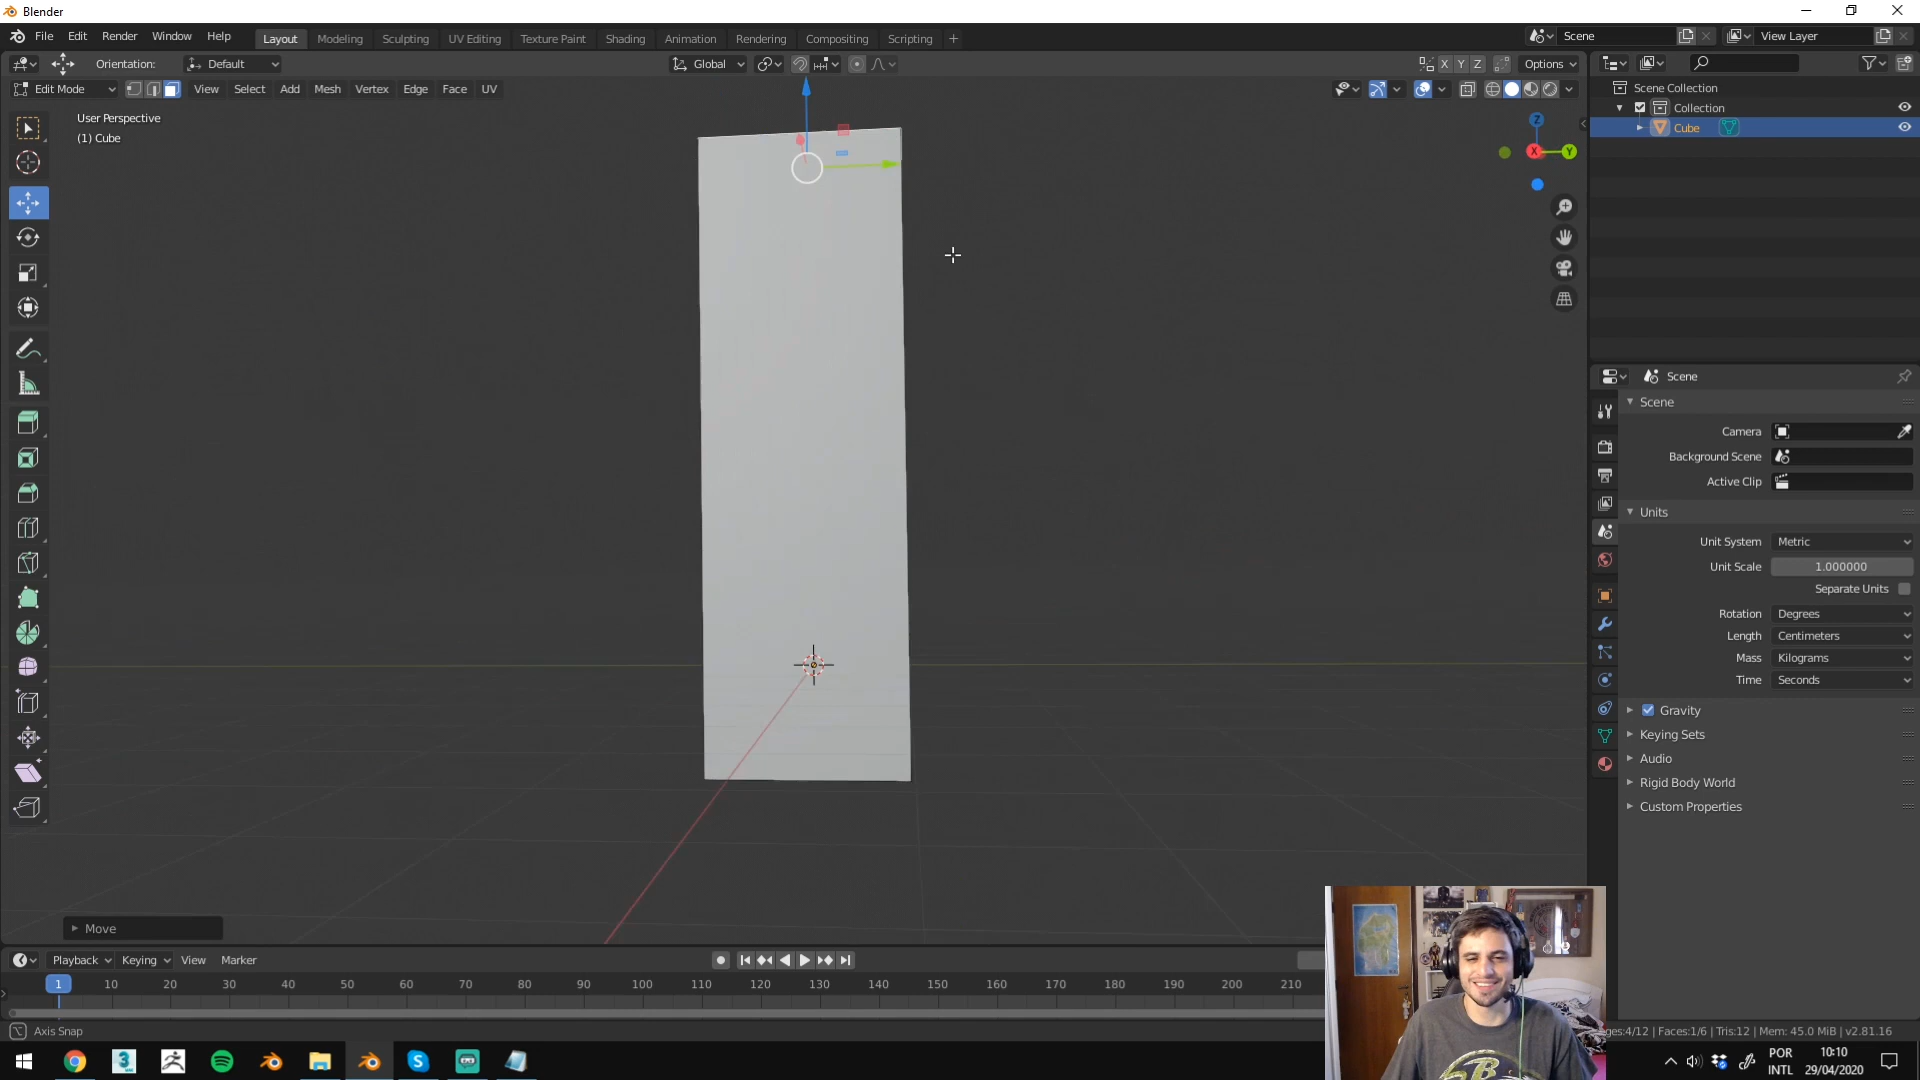 Blender
File Edit Render Window Help
Layout Modeling Sculpting UV Editing Texture Paint Shading Animation Rendering Compositing Scripting +
Scene
View Layer
Orientation: Default
Global
X Y Z
Options
Edit Mode
View Select Add Mesh Vertex Edge Face UV
User Perspective
(1) Cube
Z
X
Y
Scene Collection
Collection
Cube
Scene
Scene
Camera
Background Scene
Active Clip
Units
Unit System Metric
Unit Scale 1.000000
Separate Units
Rotation Degrees
Length Centimeters
Mass Kilograms
Time Seconds
Gravity
Keying Sets
Audio
Rigid Body World
Custom Properties
Move
Playback Keying View Marker
1 10 20 30 40 50 60 70 80 90 100 110 120 130 140 150 160 170 180 190 200 210
Axis Snap
ges:4/12 | Faces:1/6 | Tris:12 | Mem: 45.0 MiB | v2.81.16
POR
INTL
10:10
29/04/2020